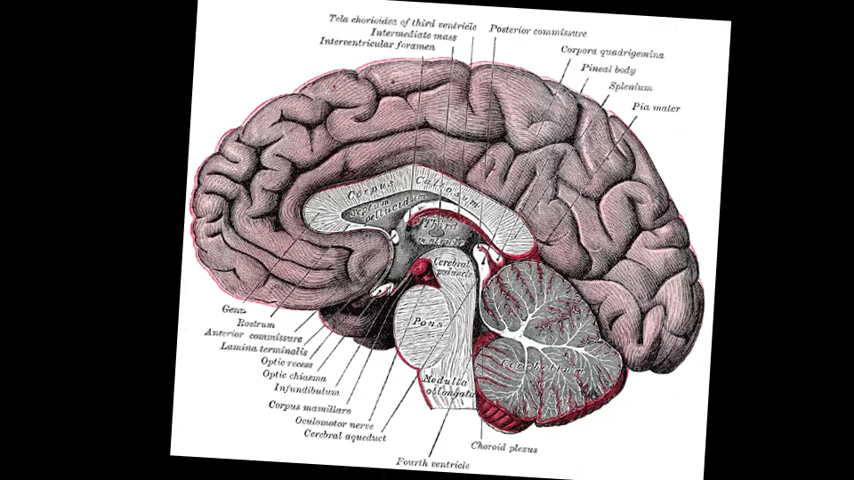 Tela chorioidea of third ventricle
Intermediate mass
Interventricular foramen
Posterior commissure
Corpora quadrigemina
Pineal body
Splenium
Pia mater
Corpus Callosum
Septum pellucidum
Third ventricle
Cerebral peduncle
Pons
Medulla oblongata
Cerebellum
Genu
Rostrum
Anterior commissure
Lamina terminalis
Optic recess
Optic chiasma
Infundibulum
Corpus mamillare
Oculomotor nerve
Cerebral aqueduct
Fourth ventricle
Choroid plexus